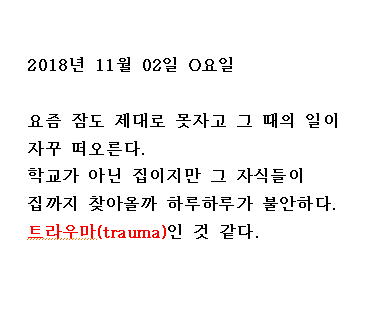 2018년 11월 02일 O요일
요즘 잠도 제대로 못자고 그 때의 일이
자꾸 떠오른다.
학교가 아닌 집이지만 그 자식들이
집까지 찾아올까 하루하루가 불안하다.
트라우마(trauma)인 것 같다.